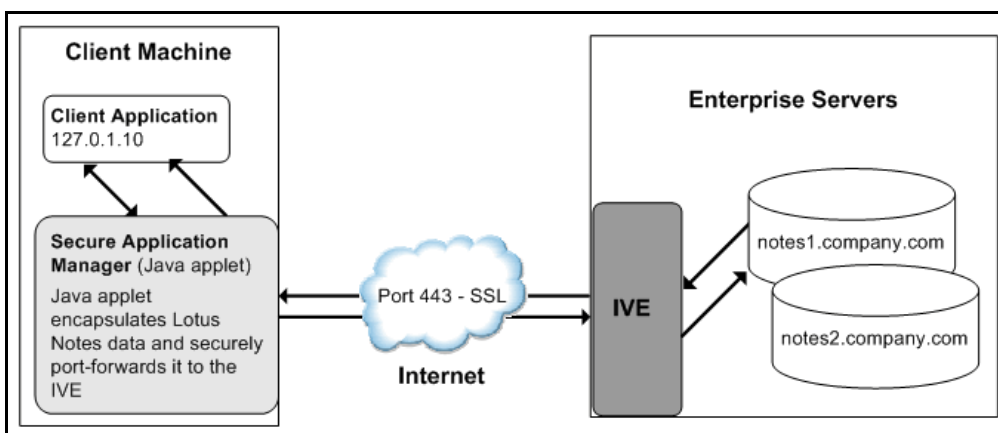 Client Machine
Client Application
127.0.1.10
Secure Application
Manager (Java applet)
Java applet
encapsulates Lotus
Notes data and securely
port-forwards it to the
IVE
Port 443 - SSL
Internet
Enterprise Servers
IVE
notes1.company.com
notes2.company.com